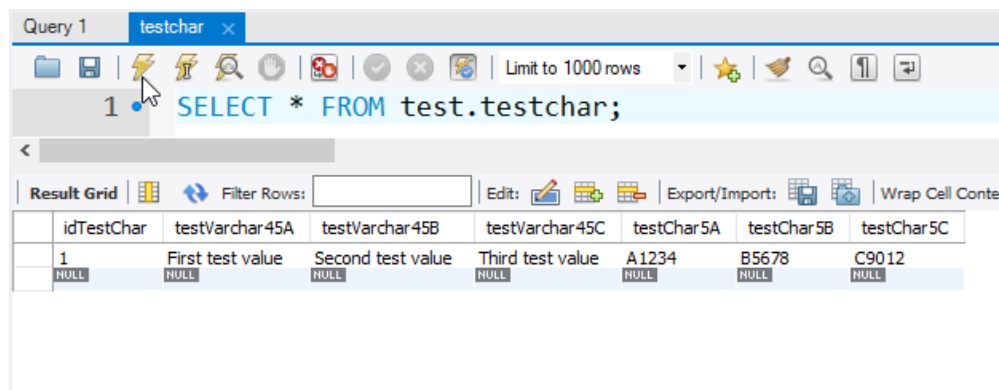 Query 1 testchar ×
Limit to 1000 rows
1 SELECT * FROM test.testchar;
Result Grid Filter Rows: Edit: Export/Import: Wrap Cell Conte
idTestChar testVarchar45A testVarchar45B testVarchar45C testChar5A testChar5B testChar5C
1 First test value Second test value Third test value A1234 B5678 C9012
NULL NULL NULL NULL NULL NULL NULL